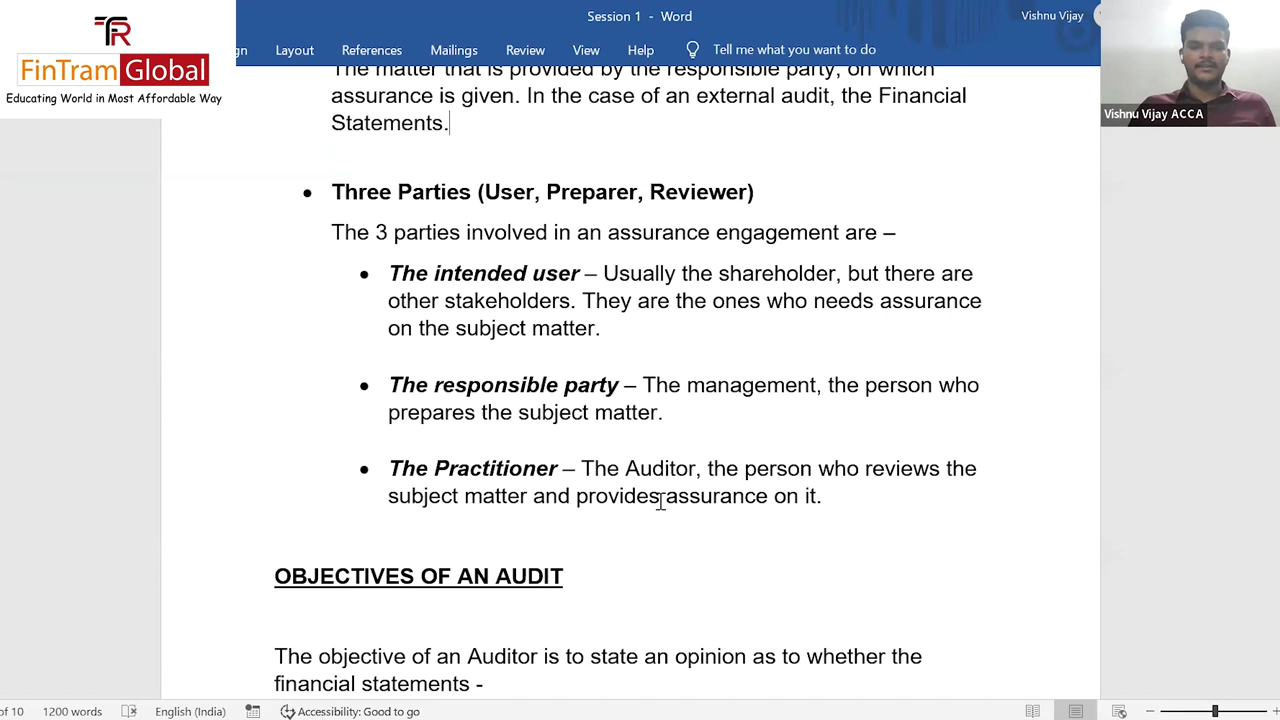 TR
FinTram Global
Educating World in Most Affordable Way
Session 1 - Word
Vishnu Vijay
gn Layout References Mailings Review View Help Tell me what you want to do
Vishnu Vijay ACCA
The matter that is provided by the responsible party, on which
assurance is given. In the case of an external audit, the Financial
Statements.
• Three Parties (User, Preparer, Reviewer)
The 3 parties involved in an assurance engagement are –
• The intended user – Usually the shareholder, but there are
other stakeholders. They are the ones who needs assurance
on the subject matter.
• The responsible party – The management, the person who
prepares the subject matter.
• The Practitioner – The Auditor, the person who reviews the
subject matter and provides assurance on it.
OBJECTIVES OF AN AUDIT
The objective of an Auditor is to state an opinion as to whether the
financial statements -
of 10 1200 words English (India) Accessibility: Good to go